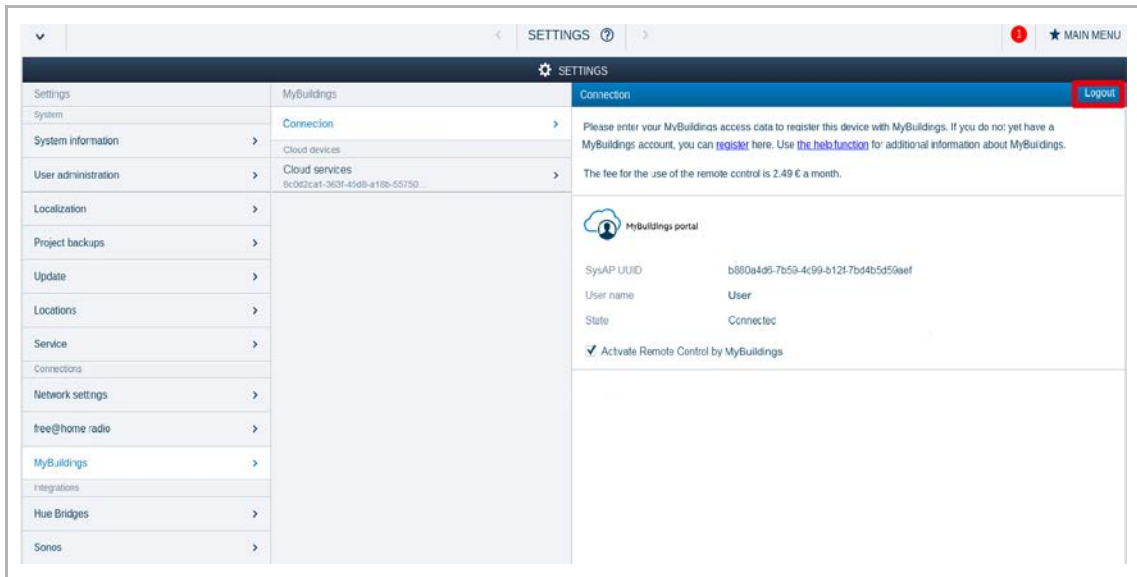 SETTINGS
1
MAIN MENU
SETTINGS
Settings
System
System information
User administration
Localization
Project backups
Update
Locations
Service
Connections
Network settings
free@home radio
MyBuildings
Integrations
Hue Bridges
Sonos
MyBuildings
Connection
Cloud devices
Cloud services
8c0d2ca1-363f-45d8-a18b-55750...
Connection
Logout
Please enter your MyBuildings access data to register this device with MyBuildings. If you do not yet have a
MyBuildings account, you can register here. Use the help function for additional information about MyBuildings.
The fee for the use of the remote control is 2.49 € a month.
MyBuildings portal
SysAP UUID b880a4d6-7b59-4c99-b12f-7bd4b5d59aef
User name User
State Connected
Activate Remote Control by MyBuildings